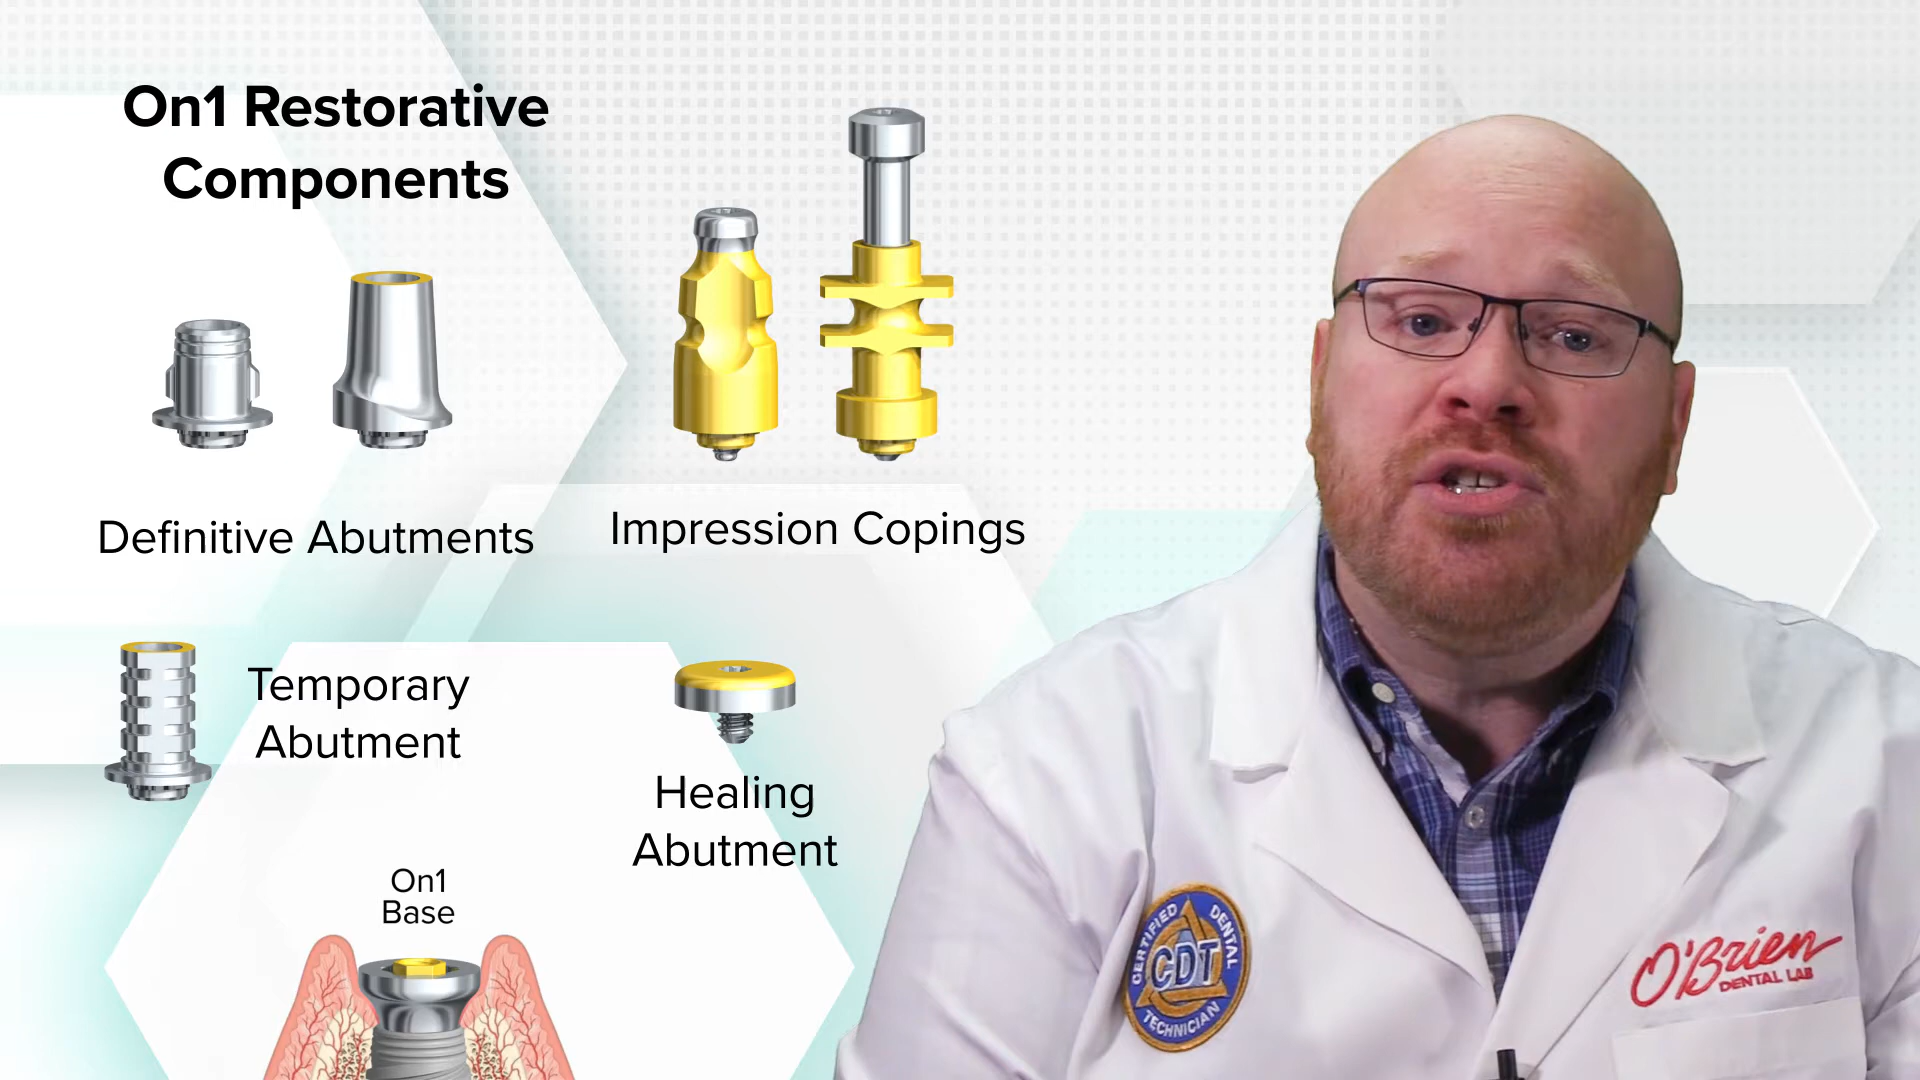 On1 Restorative
Components
Definitive Abutments
Impression Copings
Temporary
Abutment
Healing
Abutment
On1
Base
CERTIFIED DENTAL
CDT
TECHNICIAN
O'Brien
DENTAL LAB